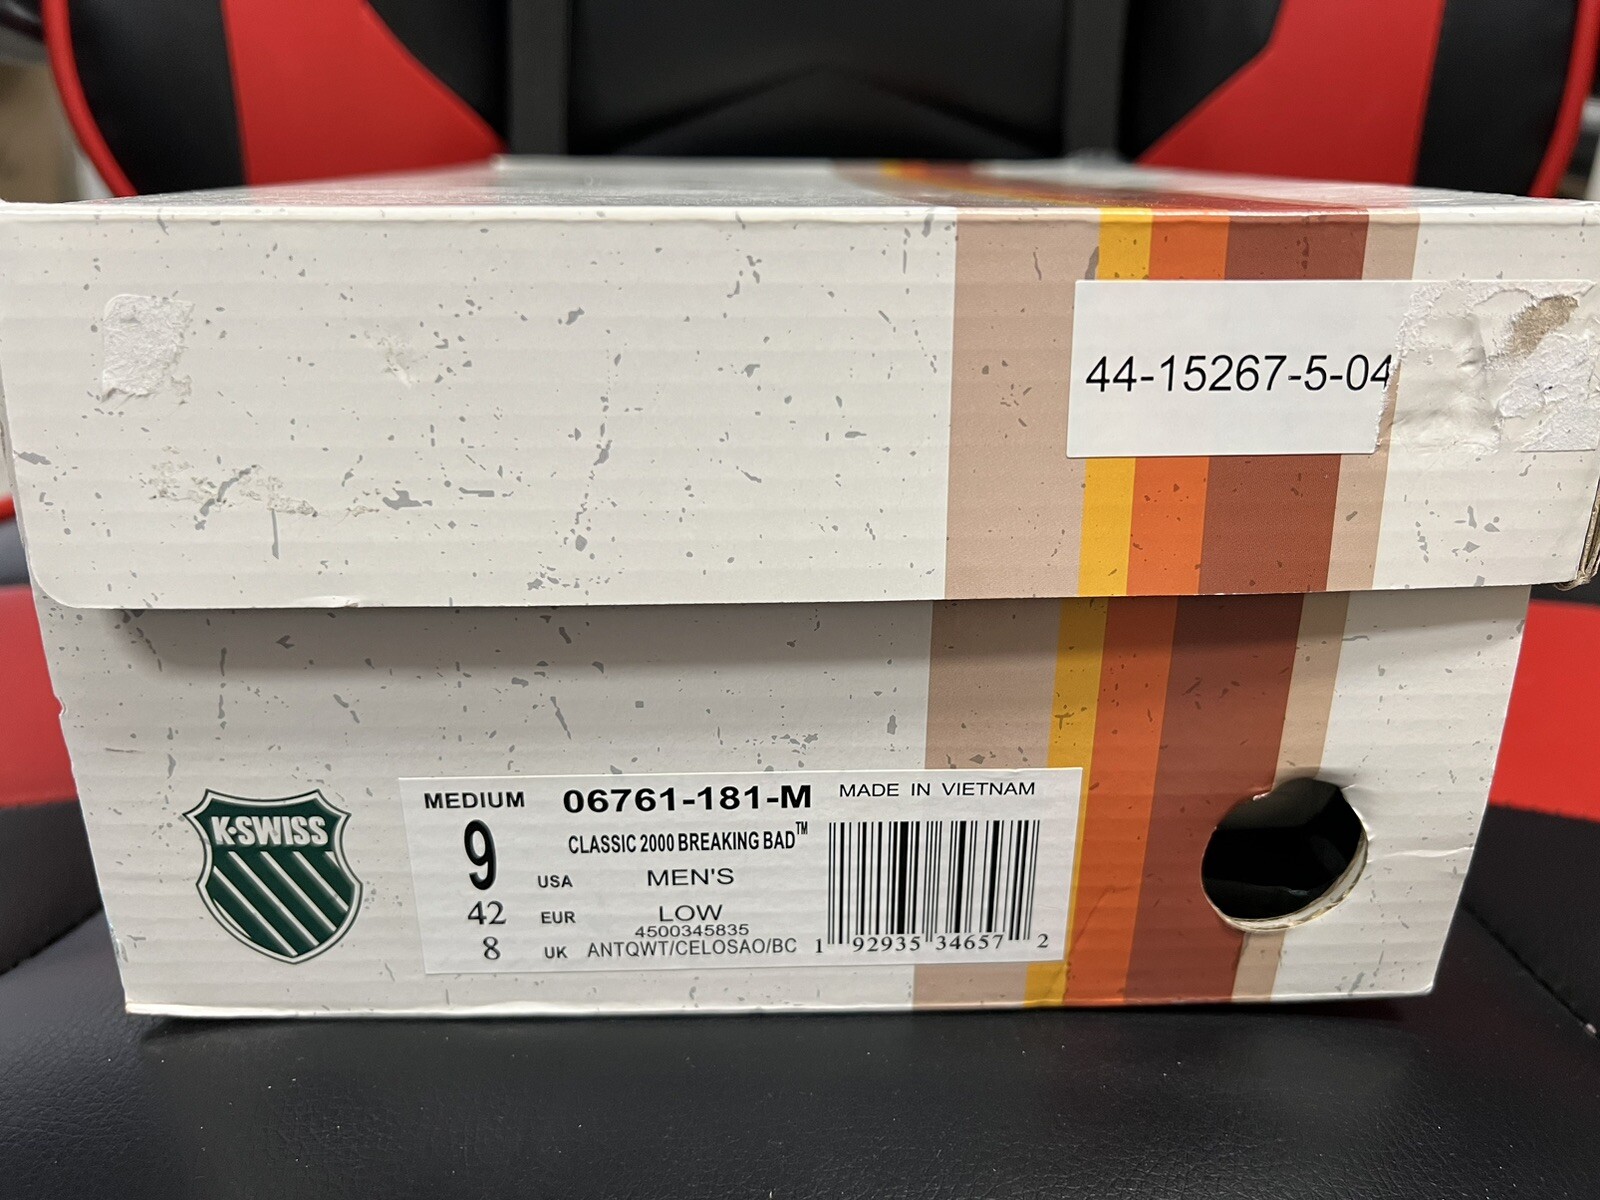 44-15267-5-04
K·SWISS
MEDIUM 06761-181-M MADE IN VIETNAM
9 USA
CLASSIC 2000 BREAKING BAD™
MEN'S
42 EUR
LOW
4500345835
8 UK
ANTQWT/CELOSAO/BC
1 92935 34657 2